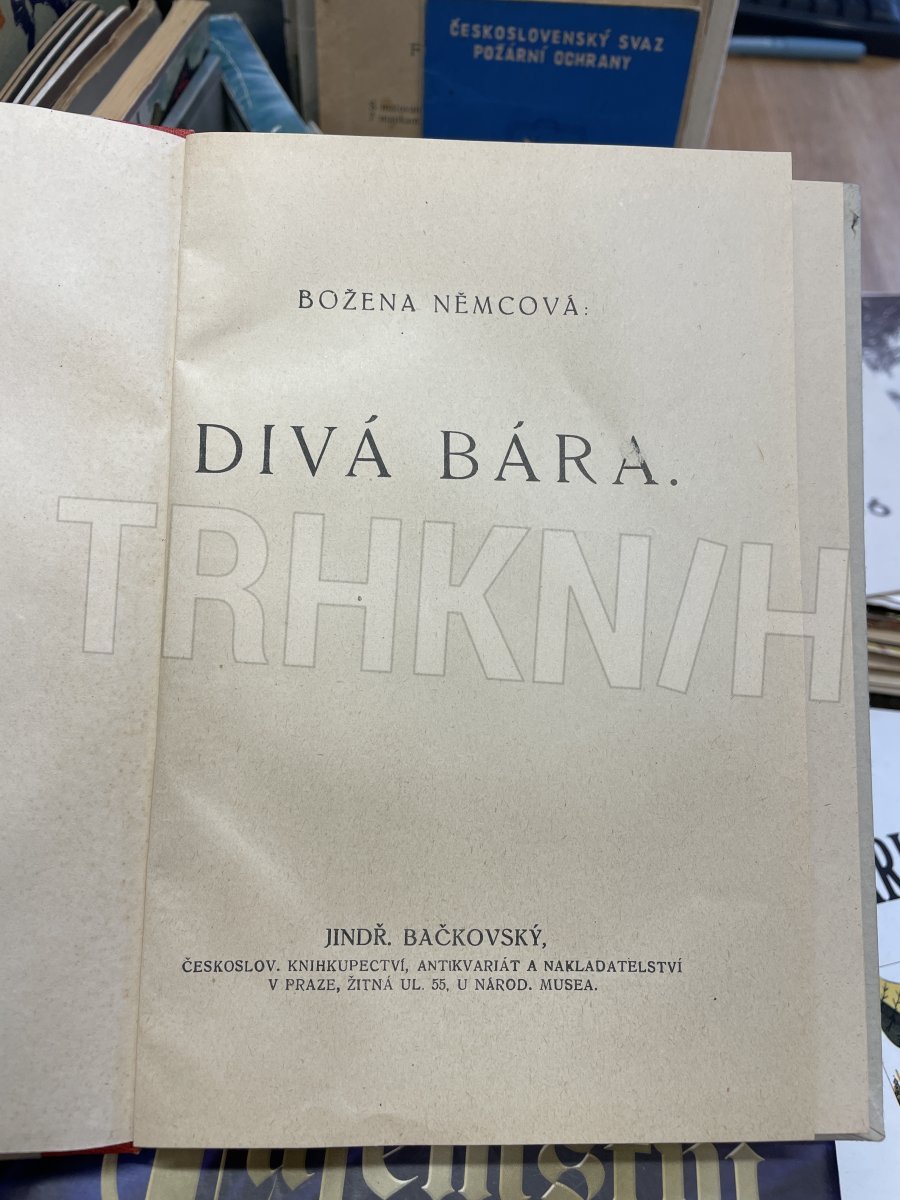 ČESKOSLOVENSKÝ SVAZ
POŽÁRNÍ OCHRANY
BOŽENA NĚMCOVÁ:
DIVÁ BÁRA.
TRHKNIH
JINDŘ. BAČKOVSKÝ,
ČESKOSLOV. KNIHKUPECTVÍ, ANTIKVARIÁT A NAKLADATELSTVÍ
V PRAZE, ŽITNÁ UL. 55, U NÁROD. MUSEA.